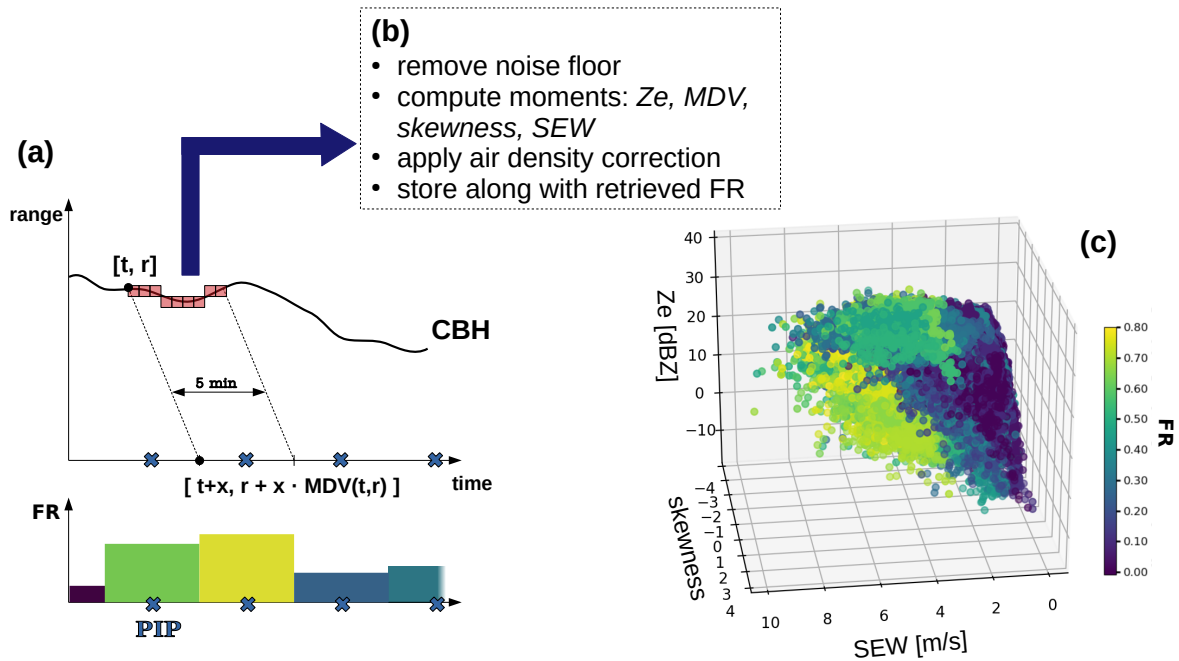 (b)
• remove noise floor
• compute moments: Ze, MDV,
skewness, SEW
• apply air density correction
• store along with retrieved FR
(a)
range
[t, r]
CBH
5 min
[ t+x, r + x · MDV(t,r) ]
time
FR
PIP
(c)
Ze [dBZ]
40
30
20
10
0
−10
skewness
−4
−3
−2
−1
0
1
2
3
4
10
8
6
4
2
0
SEW [m/s]
0.80
0.70
0.60
0.50
0.40
0.30
0.20
0.10
0.00
FR